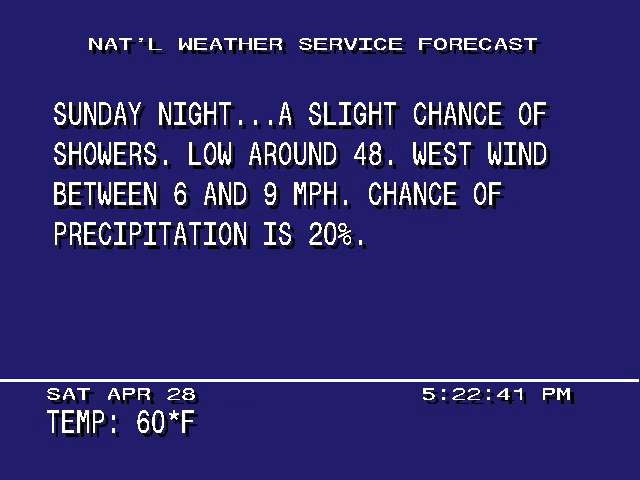 NAT'L WEATHER SERVICE FORECAST
SUNDAY NIGHT...A SLIGHT CHANCE OF
SHOWERS. LOW AROUND 48. WEST WIND
BETWEEN 6 AND 9 MPH. CHANCE OF
PRECIPITATION IS 20%.
SAT APR 28 5:22:41 PM
TEMP: 60*F